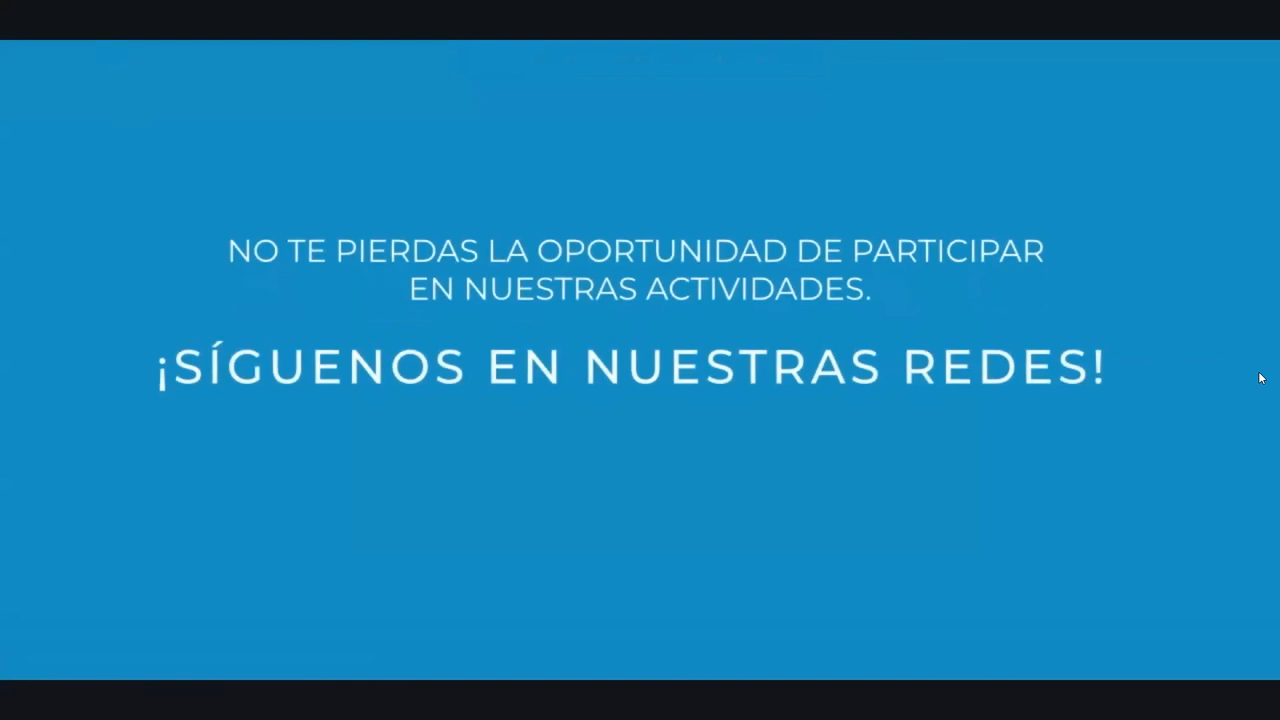 NO TE PIERDAS LA OPORTUNIDAD DE PARTICIPAR
EN NUESTRAS ACTIVIDADES.
¡SÍGUENOS EN NUESTRAS REDES!